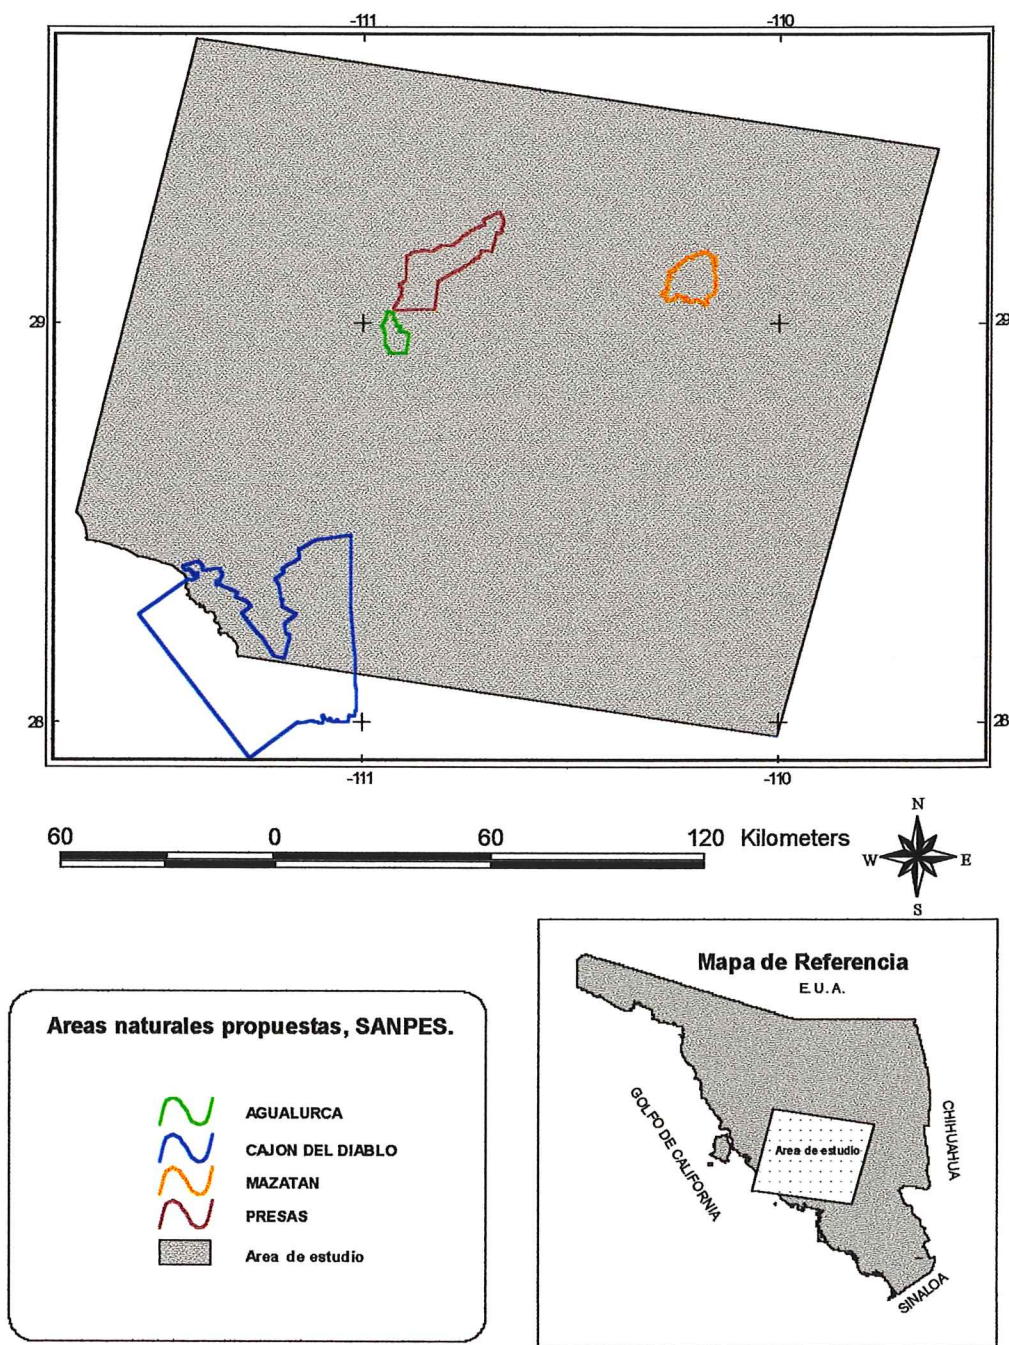 -111 -110
29 29
28 28
-111 -110
60 0 60 120 Kilometers
N
W E
S
Mapa de Referencia
E.U.A.
GOLFO DE CALIFORNIA
CHIHUAHUA
Area de estudio
SINALOA
Areas naturales propuestas, SANPES.
AGUALURCA
CAJON DEL DIABLO
MAZATAN
PRESAS
Area de estudio